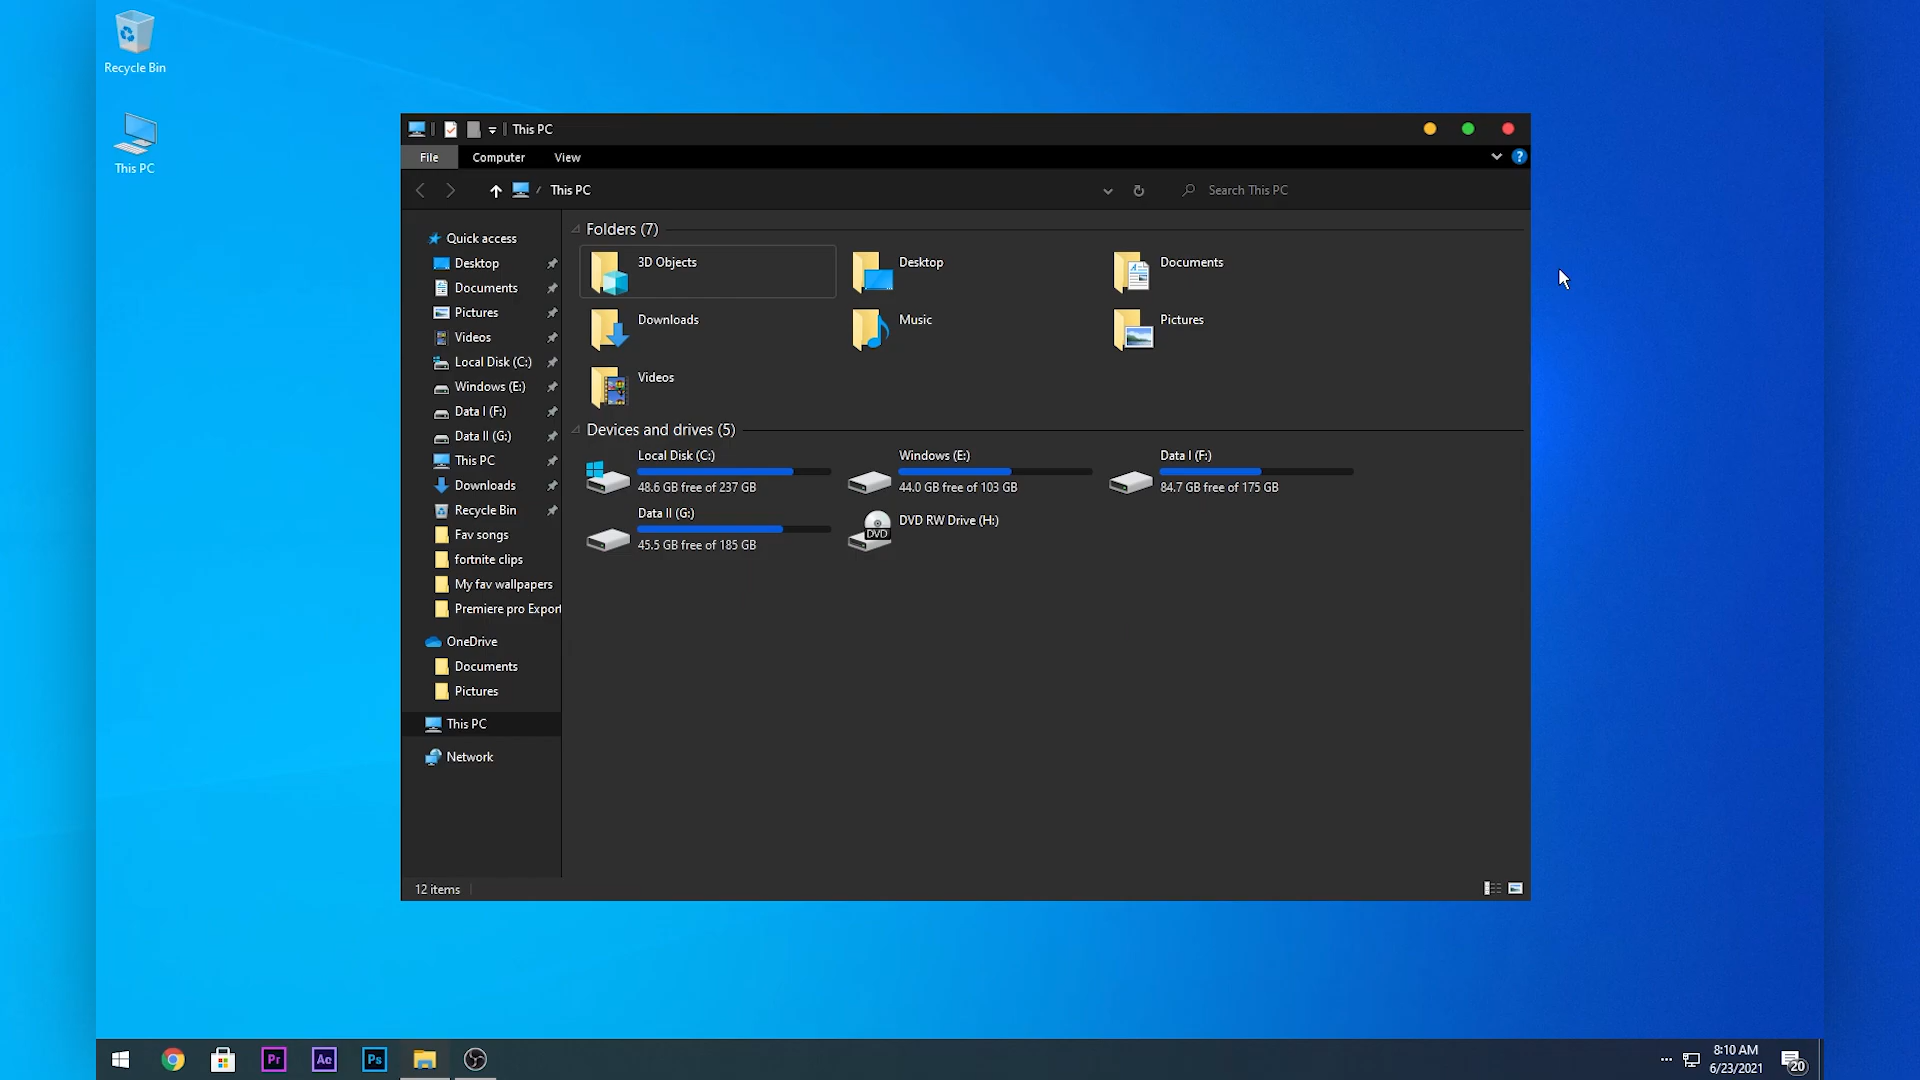 Recycle Bin
This PC
This PC
File Computer View
This PC
Search This PC
Quick access
Desktop
Documents
Pictures
Videos
Local Disk (C:)
Windows (E:)
Data I (F:)
Data II (G:)
This PC
Downloads
Recycle Bin
Fav songs
fortnite clips
My fav wallpapers
Premiere pro Export
OneDrive
Documents
Pictures
This PC
Network
Folders (7)
3D Objects
Desktop
Documents
Downloads
Music
Pictures
Videos
Devices and drives (5)
Local Disk (C:)
48.6 GB free of 237 GB
Windows (E:)
44.0 GB free of 103 GB
Data I (F:)
84.7 GB free of 175 GB
Data II (G:)
45.5 GB free of 185 GB
DVD RW Drive (H:)
DVD
12 items
Pr
Ae
Ps
8:10 AM
6/23/2021
20